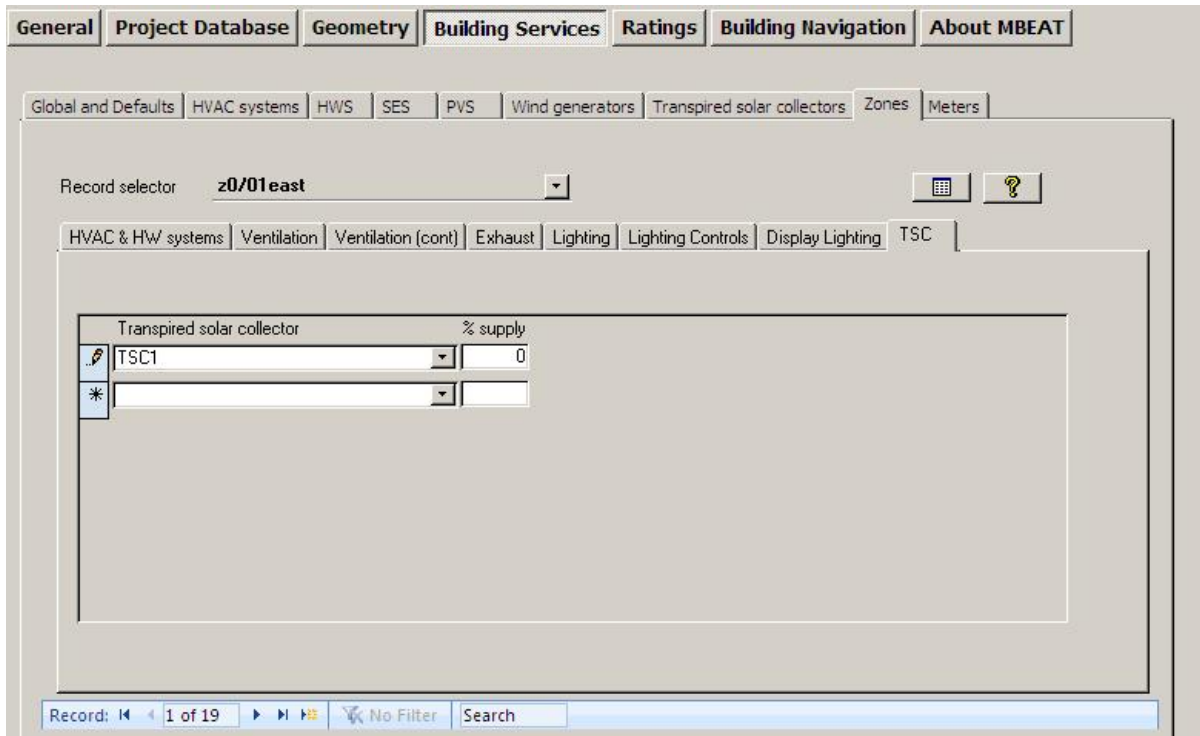 General Project Database Geometry Building Services Ratings Building Navigation About MBEAT
Global and Defaults HVAC systems HWS SES PVS Wind generators Transpired solar collectors Zones Meters
Record selector z0/01east
HVAC & HW systems Ventilation Ventilation (cont) Exhaust Lighting Lighting Controls Display Lighting TSC
Transpired solar collector % supply
TSC1 0
Record: 1 of 19 No Filter Search